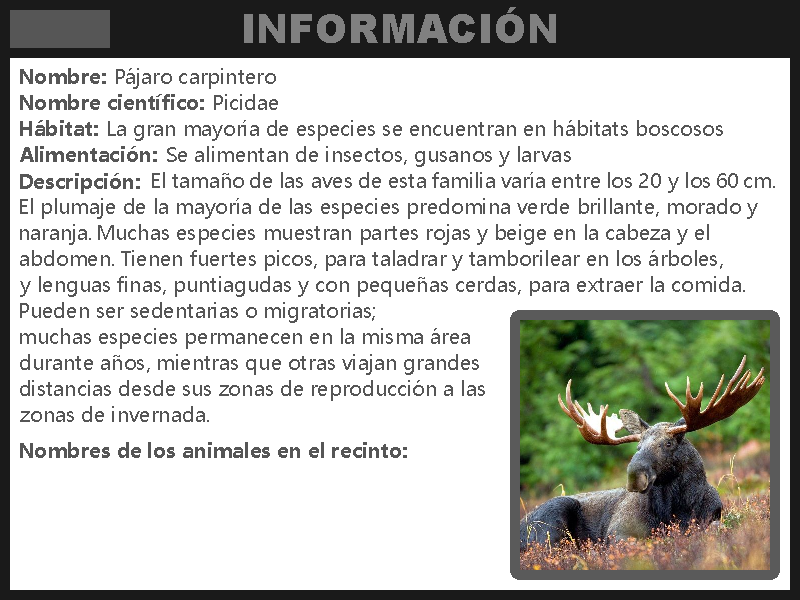 INFORMACIÓN
Nombre: Pájaro carpintero
Nombre científico: Picidae
Hábitat: La gran mayoría de especies se encuentran en hábitats boscosos
Alimentación: Se alimentan de insectos, gusanos y larvas
Descripción: El tamaño de las aves de esta familia varía entre los 20 y los 60 cm.
El plumaje de la mayoría de las especies predomina verde brillante, morado y
naranja. Muchas especies muestran partes rojas y beige en la cabeza y el
abdomen. Tienen fuertes picos, para taladrar y tamborilear en los árboles,
y lenguas finas, puntiagudas y con pequeñas cerdas, para extraer la comida.
Pueden ser sedentarias o migratorias;
muchas especies permanecen en la misma área
durante años, mientras que otras viajan grandes
distancias desde sus zonas de reproducción a las
zonas de invernada.
Nombres de los animales en el recinto: